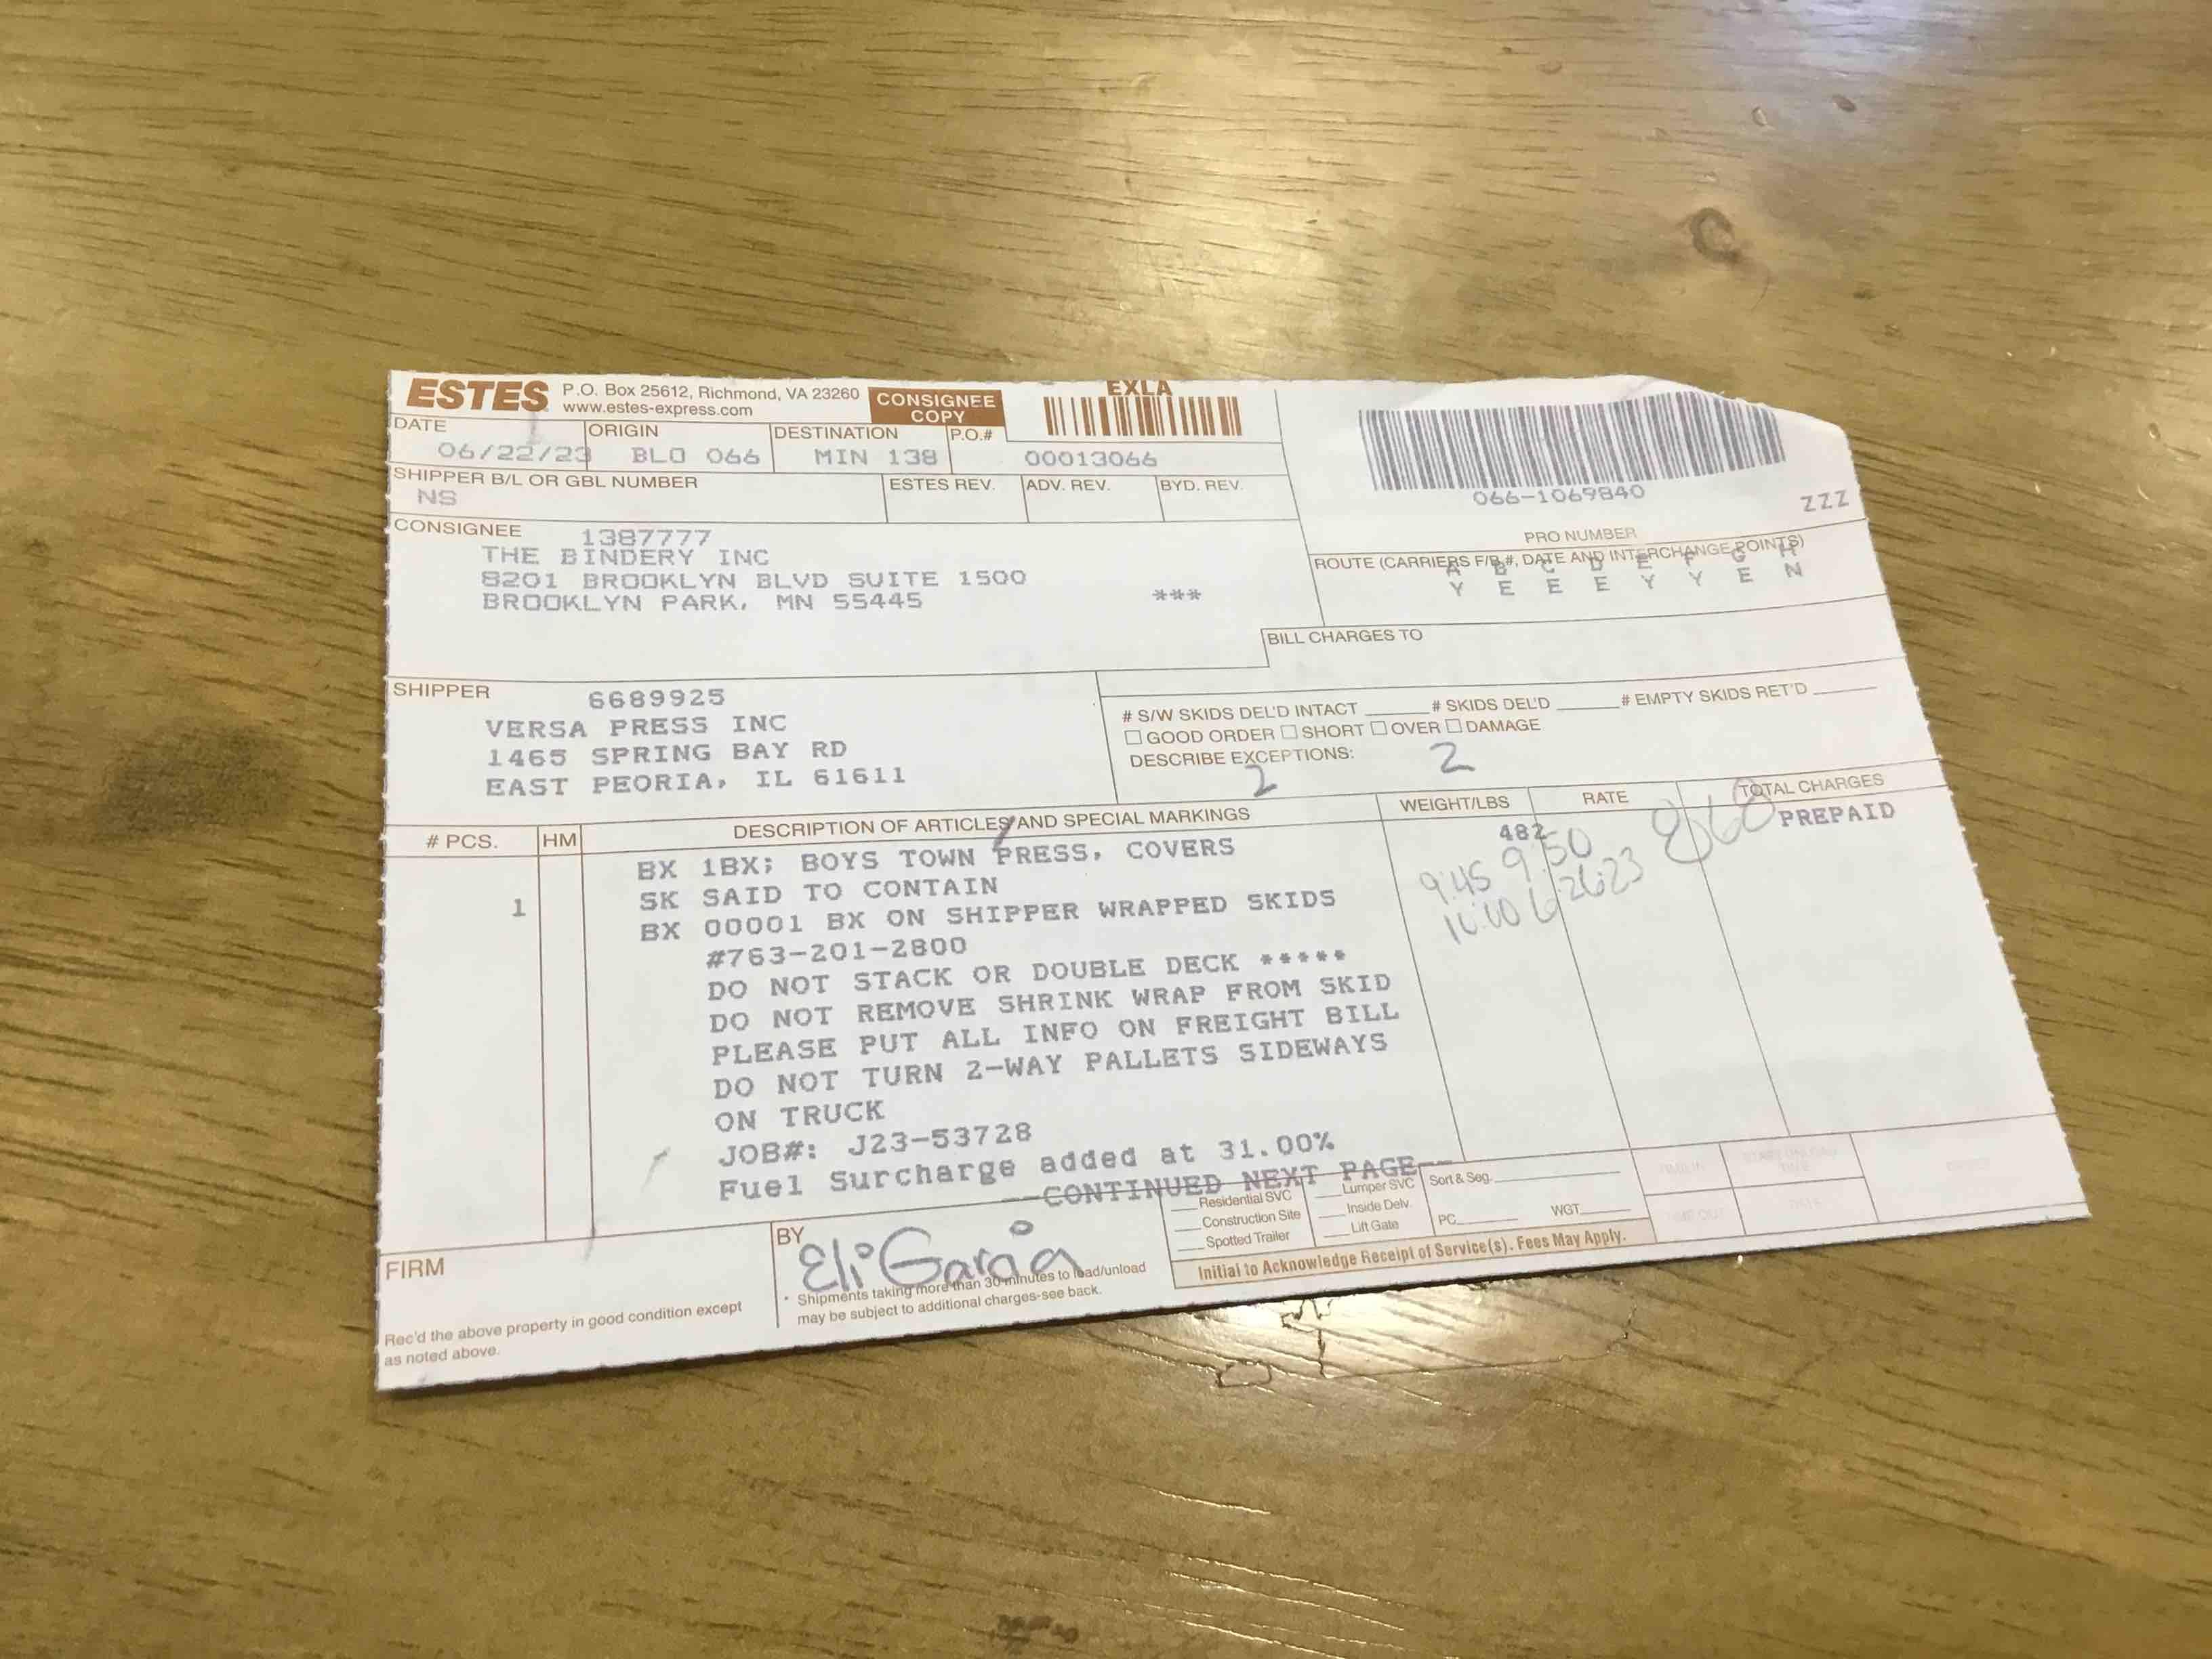 ESTES P.O. Box 25612, Richmond, VA 23260
www.estes-express.com
CONSIGNEE
COPY
EXLA
DATE ORIGIN DESTINATION P.O.#
06/22/23 BLO 066 MIN 138 00013066
SHIPPER B/L OR GBL NUMBER ESTES REV. ADV. REV. BYD. REV.
NS
066-1069840
ZZZ
PRO NUMBER
ROUTE (CARRIERS F/B #, DATE AND INTERCHANGE POINTS)
A B C D E F G H
Y E E E Y Y E N
CONSIGNEE 1387777
THE BINDERY INC
8201 BROOKLYN BLVD SUITE 1500
BROOKLYN PARK, MN 55445 ***
BILL CHARGES TO
SHIPPER 6689925
VERSA PRESS INC
1465 SPRING BAY RD
EAST PEORIA, IL 61611
# S/W SKIDS DEL'D INTACT # SKIDS DEL'D # EMPTY SKIDS RET'D
GOOD ORDER SHORT OVER DAMAGE
DESCRIBE EXCEPTIONS:
2 2
# PCS. HM DESCRIPTION OF ARTICLES AND SPECIAL MARKINGS WEIGHT/LBS RATE TOTAL CHARGES
BX 1BX; BOYS TOWN PRESS, COVERS 482 PREPAID
SK SAID TO CONTAIN
1 BX 00001 BX ON SHIPPER WRAPPED SKIDS
#763-201-2800
DO NOT STACK OR DOUBLE DECK *****
DO NOT REMOVE SHRINK WRAP FROM SKID
PLEASE PUT ALL INFO ON FREIGHT BILL
DO NOT TURN 2-WAY PALLETS SIDEWAYS
ON TRUCK
JOB#: J23-53728
Fuel Surcharge added at 31.00%
--CONTINUED NEXT PAGE--
9:45 9:50
10:00 6-26-23
FIRM
Rec'd the above property in good condition except
as noted above.
BY
Eli Garcia
• Shipments taking more than 30 minutes to load/unload
may be subject to additional charges-see back.
Residential SVC Lumper SVC Sort & Seg.
Construction Site Inside Delv.
Spotted Trailer Lift Gate PC. WGT.
Initial to Acknowledge Receipt of Service(s). Fees May Apply.